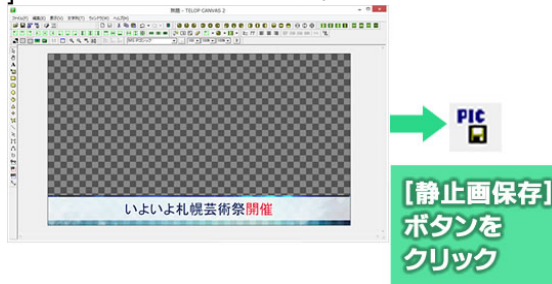 無題 - TELOP CANVAS 2
いよいよ札幌芸術祭開催
PIC
[静止画保存]
ボタンを
クリック